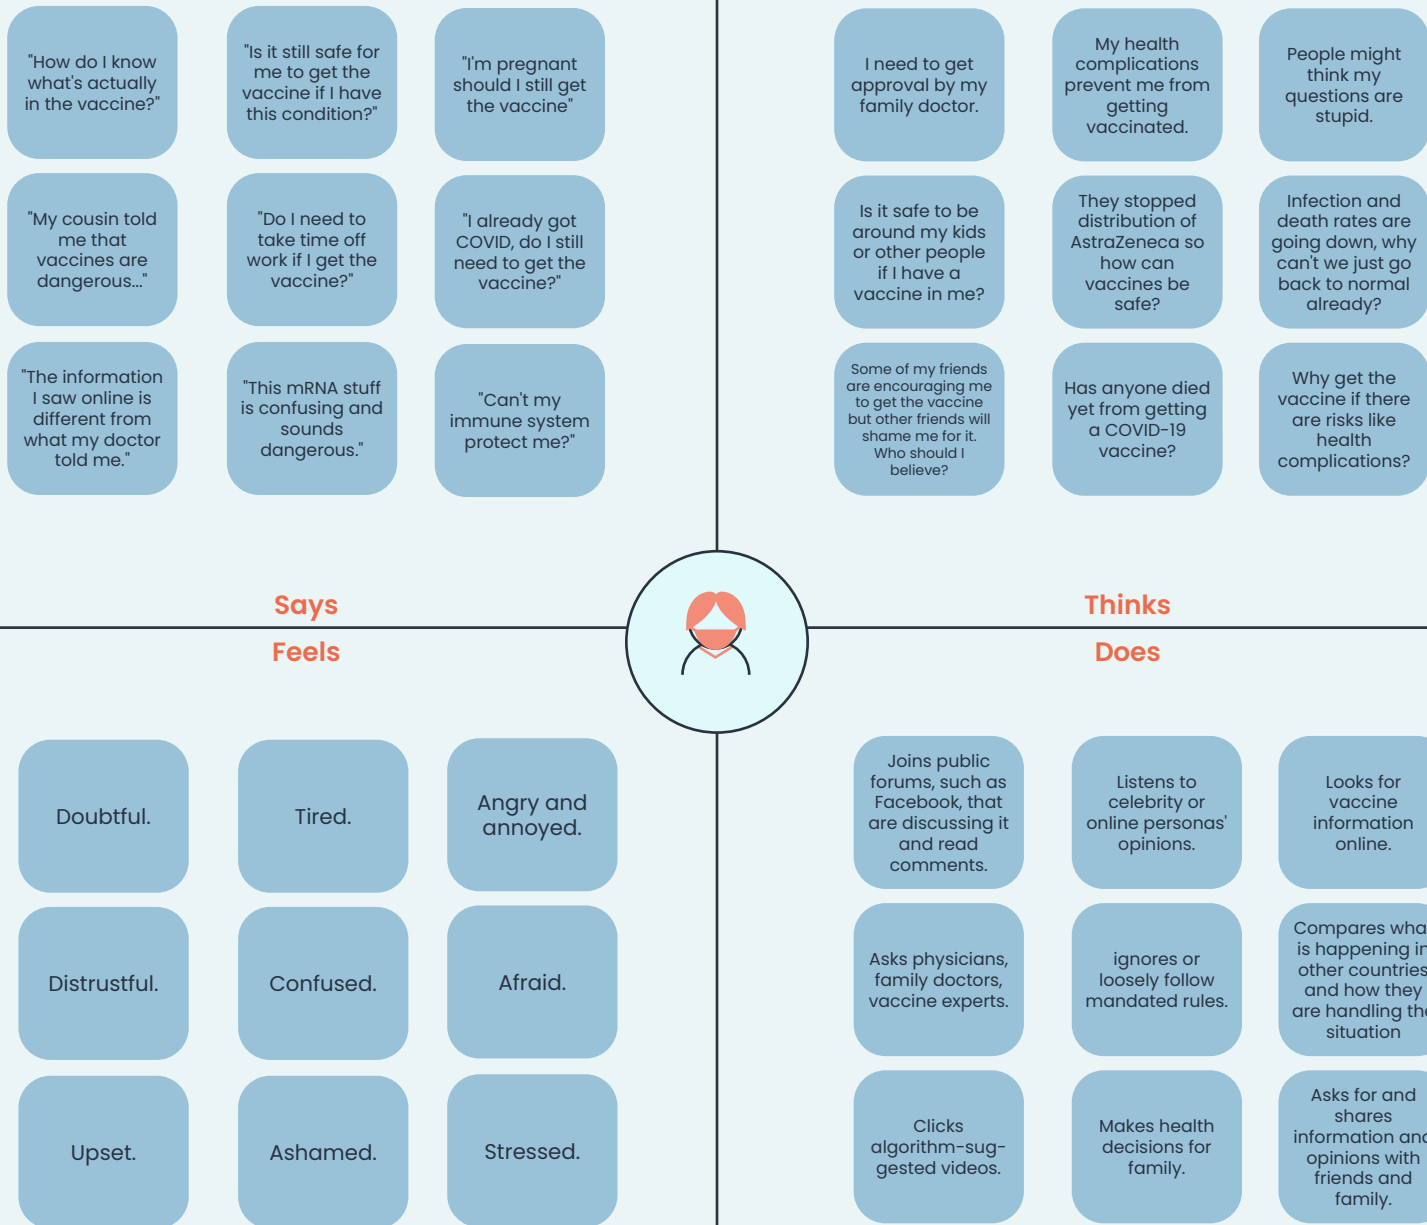 "How do I know
what's actually
in the vaccine?"
"Is it still safe for
me to get the
vaccine if I have
this condition?"
"I'm pregnant
should I still get
the vaccine"
"My cousin told
me that
vaccines are
dangerous..."
"Do I need to
take time off
work if I get the
vaccine?"
"I already got
COVID, do I still
need to get the
vaccine?"
"The information
I saw online is
different from
what my doctor
told me."
"This mRNA stuff
is confusing and
sounds
dangerous."
"Can't my
immune system
protect me?"
Says
I need to get
approval by my
family doctor.
My health
complications
prevent me from
getting
vaccinated.
People might
think my
questions are
stupid.
Is it safe to be
around my kids
or other people
if I have a
vaccine in me?
They stopped
distribution of
AstraZeneca so
how can
vaccines be
safe?
Infection and
death rates are
going down, why
can't we just go
back to normal
already?
Some of my friends
are encouraging me
to get the vaccine
but other friends will
shame me for it.
Who should I
believe?
Has anyone died
yet from getting
a COVID-19
vaccine?
Why get the
vaccine if there
are risks like
health
complications?
Thinks
Feels
Doubtful.
Tired.
Angry and
annoyed.
Distrustful.
Confused.
Afraid.
Upset.
Ashamed.
Stressed.
Does
Joins public
forums, such as
Facebook, that
are discussing it
and read
comments.
Listens to
celebrity or
online personas'
opinions.
Looks for
vaccine
information
online.
Asks physicians,
family doctors,
vaccine experts.
ignores or
loosely follow
mandated rules.
Compares what
is happening in
other countries
and how they
are handling the
situation
Clicks
algorithm-sug-
gested videos.
Makes health
decisions for
family.
Asks for and
shares
information and
opinions with
friends and
family.